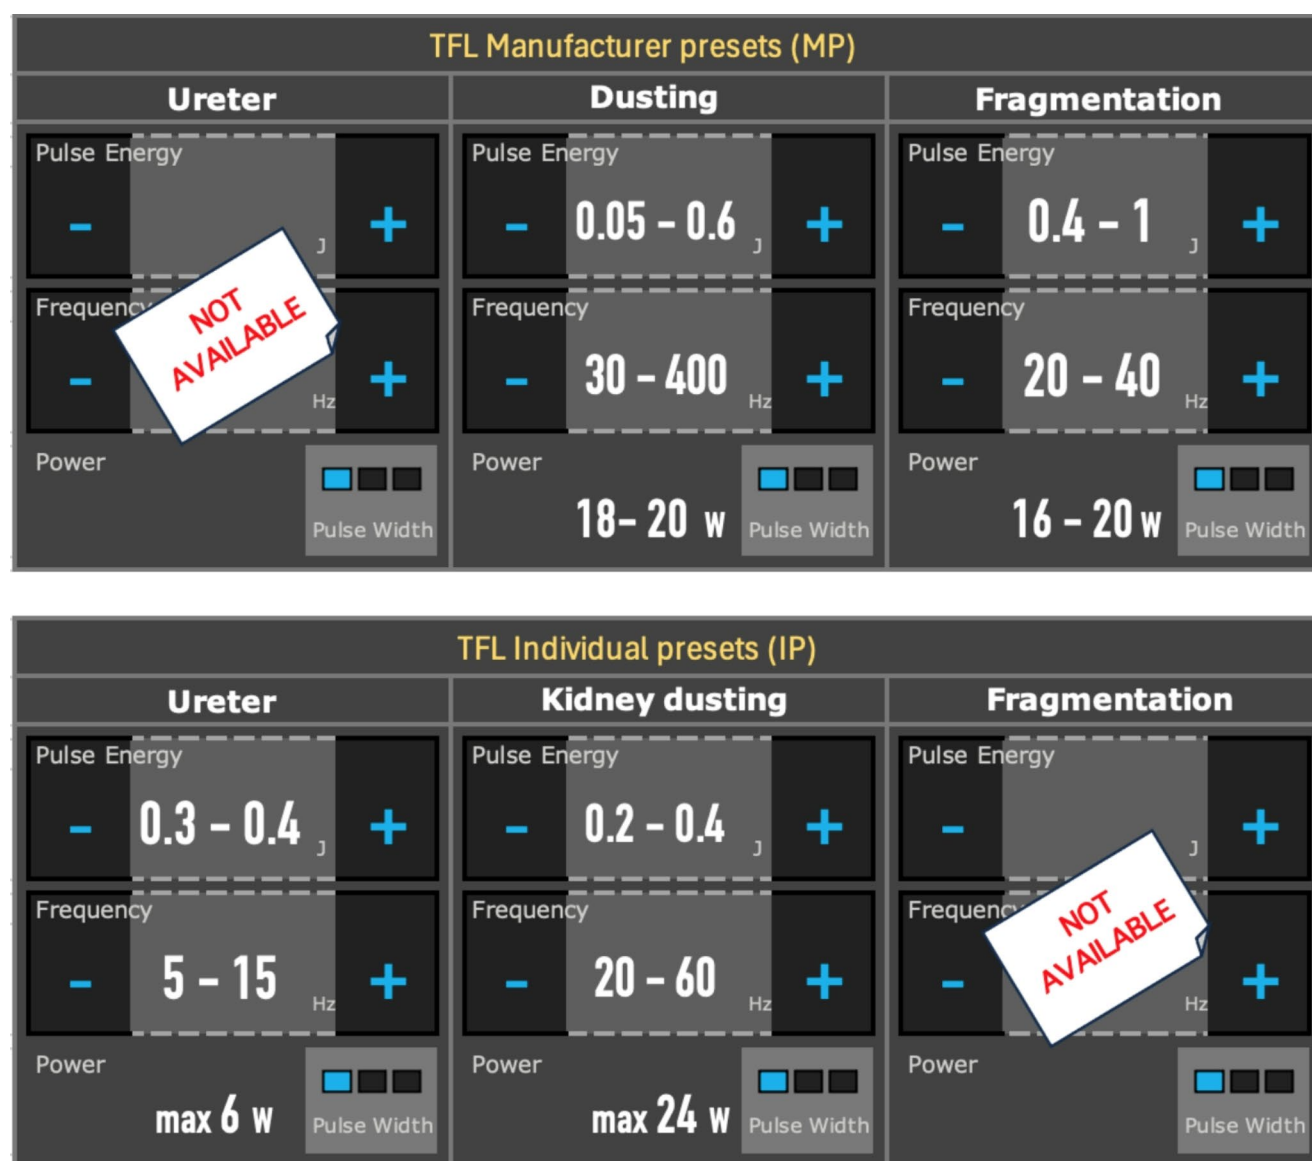 TFL Manufacturer presets (MP)
Ureter
Dusting
Fragmentation
Pulse Energy
- J +
Pulse Energy
- 0.05 – 0.6 J +
Pulse Energy
- 0.4 – 1 J +
Frequency
- Hz +
NOT
AVAILABLE
Frequency
- 30 – 400 Hz +
Frequency
- 20 – 40 Hz +
Power
Pulse Width
Power
18– 20 W
Pulse Width
Power
16 – 20 W
Pulse Width
TFL Individual presets (IP)
Ureter
Kidney dusting
Fragmentation
Pulse Energy
- 0.3 – 0.4 J +
Pulse Energy
- 0.2 – 0.4 J +
Pulse Energy
- J +
Frequency
- 5 – 15 Hz +
Frequency
- 20 – 60 Hz +
Frequency
- Hz +
NOT
AVAILABLE
Power
max 6 W
Pulse Width
Power
max 24 W
Pulse Width
Power
Pulse Width